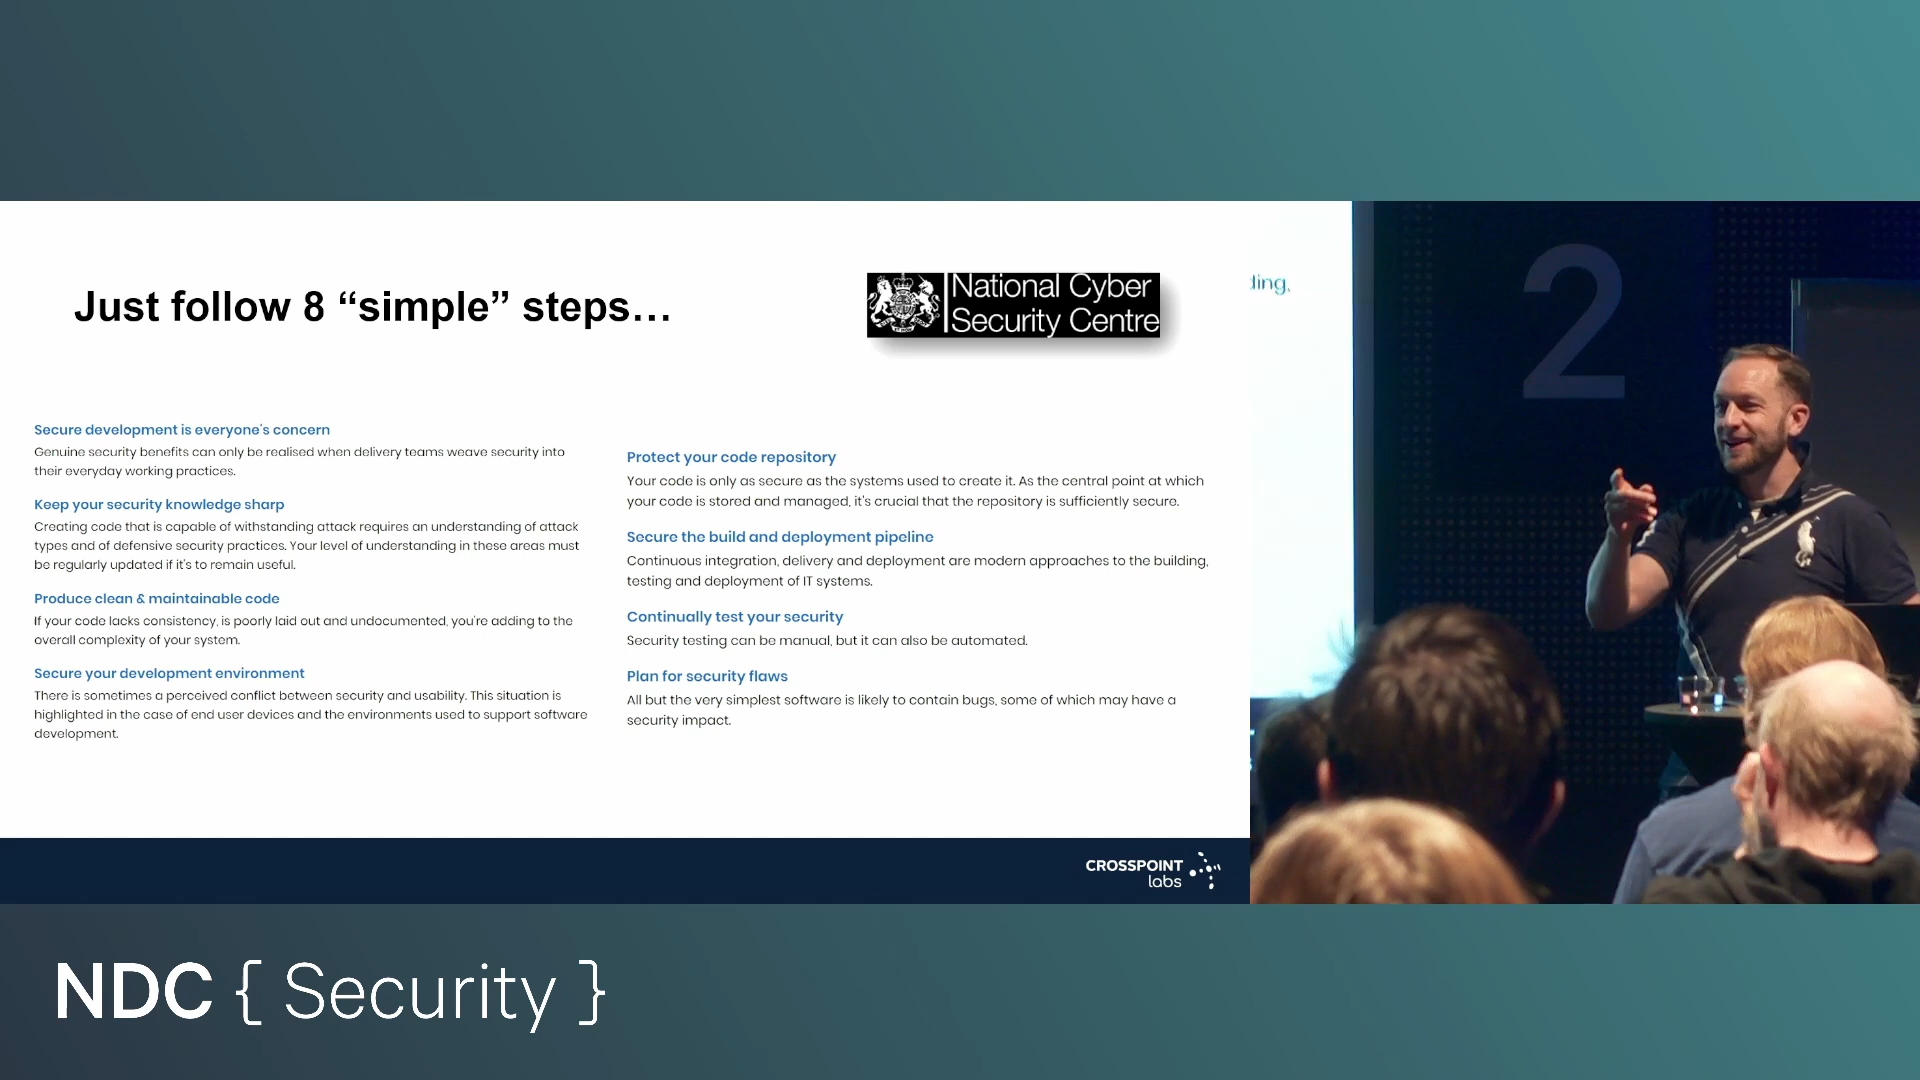 Just follow 8 “simple” steps…
National Cyber
Security Centre
Secure development is everyone's concern
Genuine security benefits can only be realised when delivery teams weave security into
their everyday working practices.
Keep your security knowledge sharp
Creating code that is capable of withstanding attack requires an understanding of attack
types and of defensive security practices. Your level of understanding in these areas must
be regularly updated if it's to remain useful.
Produce clean & maintainable code
If your code lacks consistency, is poorly laid out and undocumented, you're adding to the
overall complexity of your system.
Secure your development environment
There is sometimes a perceived conflict between security and usability. This situation is
highlighted in the case of end user devices and the environments used to support software
development.
Protect your code repository
Your code is only as secure as the systems used to create it. As the central point at which
your code is stored and managed, it's crucial that the repository is sufficiently secure.
Secure the build and deployment pipeline
Continuous integration, delivery and deployment are modern approaches to the building,
testing and deployment of IT systems.
Continually test your security
Security testing can be manual, but it can also be automated.
Plan for security flaws
All but the very simplest software is likely to contain bugs, some of which may have a
security impact.
CROSSPOINT
labs
ding,
2
NDC { Security }